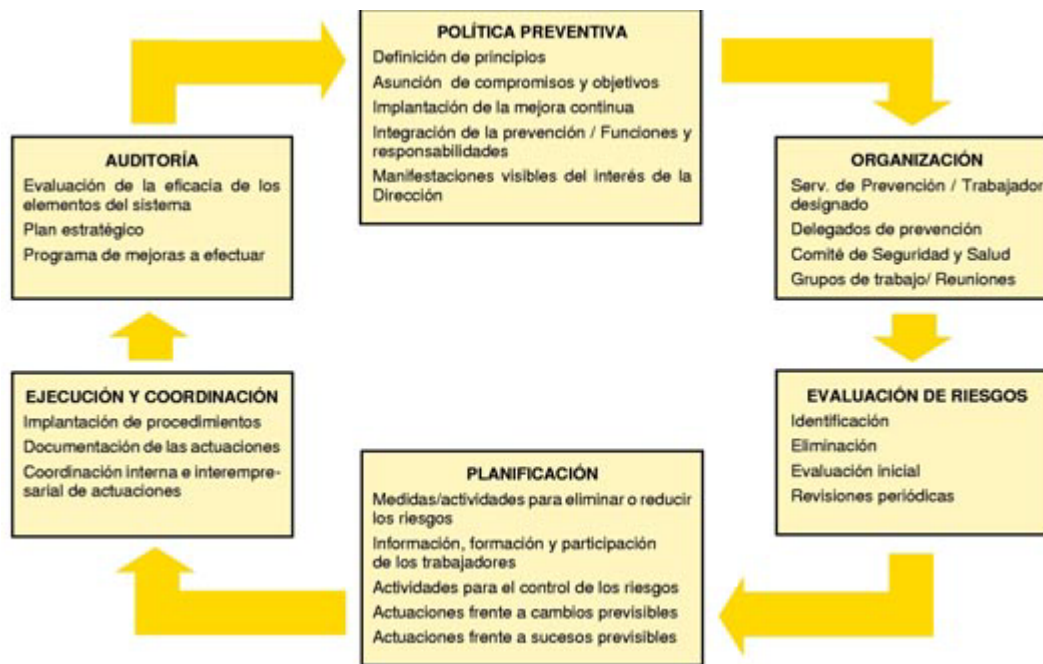 POLÍTICA PREVENTIVA
Definición de principios
Asunción de compromisos y objetivos
Implantación de la mejora continua
Integración de la prevención / Funciones y
responsabilidades
Manifestaciones visibles del interés de la
Dirección
ORGANIZACIÓN
Serv. de Prevención / Trabajador
designado
Delegados de prevención
Comité de Seguridad y Salud
Grupos de trabajo/ Reuniones
EVALUACIÓN DE RIESGOS
Identificación
Eliminación
Evaluación inicial
Revisiones periódicas
PLANIFICACIÓN
Medidas/actividades para eliminar o reducir
los riesgos
Información, formación y participación
de los trabajadores
Actividades para el control de los riesgos
Actuaciones frente a cambios previsibles
Actuaciones frente a sucesos previsibles
EJECUCIÓN Y COORDINACIÓN
Implantación de procedimientos
Documentación de las actuaciones
Coordinación interna e interempre-
sarial de actuaciones
AUDITORÍA
Evaluación de la eficacia de los
elementos del sistema
Plan estratégico
Programa de mejoras a efectuar